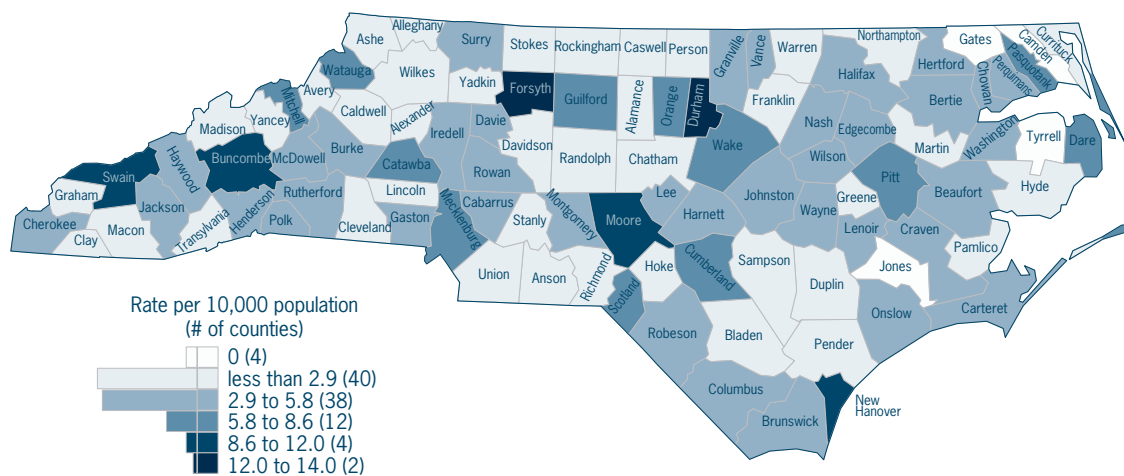 Alleghany
Ashe
Surry
Stokes
Rockingham
Caswell
Person
Granville
Vance
Warren
Northampton
Gates
Currituck
Camden
Pasquotank
Perquimans
Chowan
Hertford
Halifax
Bertie
Watauga
Wilkes
Yadkin
Forsyth
Guilford
Alamance
Orange
Durham
Franklin
Nash
Edgecombe
Martin
Washington
Tyrrell
Dare
Mitchell
Avery
Caldwell
Alexander
Iredell
Davie
Davidson
Randolph
Chatham
Wake
Wilson
Pitt
Beaufort
Hyde
Madison
Yancey
Buncombe
McDowell
Burke
Catawba
Rowan
Swain
Haywood
Graham
Jackson
Rutherford
Lincoln
Cabarrus
Montgomery
Moore
Lee
Harnett
Johnston
Wayne
Greene
Lenoir
Craven
Pamlico
Cherokee
Clay
Macon
Transylvania
Henderson
Polk
Cleveland
Gaston
Mecklenburg
Stanly
Union
Anson
Richmond
Hoke
Cumberland
Sampson
Duplin
Jones
Carteret
Onslow
Scotland
Robeson
Bladen
Pender
Columbus
Brunswick
New
Hanover
Rate per 10,000 population
(# of counties)
0 (4)
less than 2.9 (40)
2.9 to 5.8 (38)
5.8 to 8.6 (12)
8.6 to 12.0 (4)
12.0 to 14.0 (2)